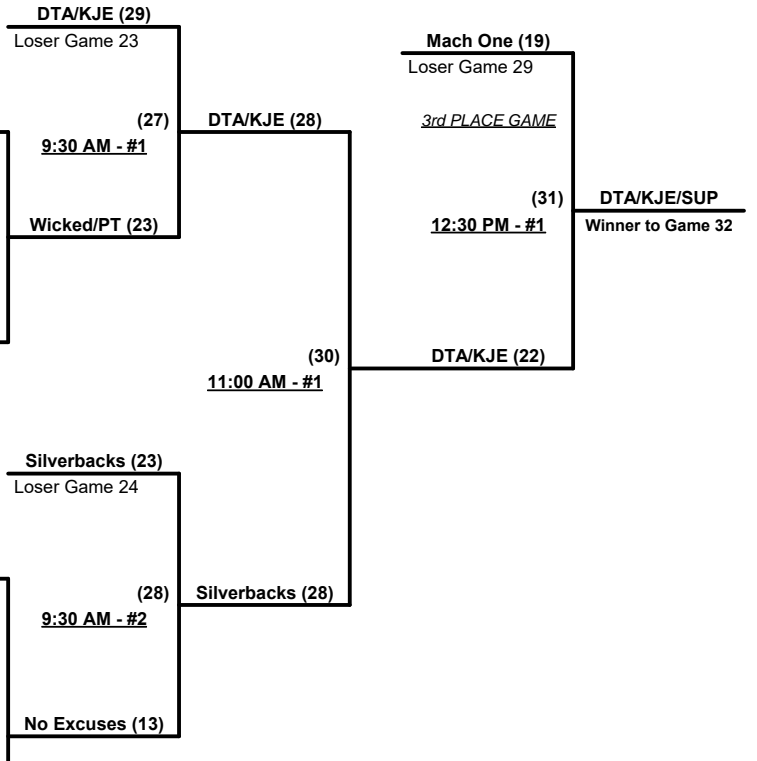 DTA/KJE (29)
Loser Game 23
(27)
9:30 AM - #1
Wicked/PT (23)
DTA/KJE (28)
(30)
11:00 AM - #1
Silverbacks (23)
Loser Game 24
(28)
9:30 AM - #2
No Excuses (13)
Silverbacks (28)
Mach One (19)
Loser Game 29
3rd PLACE GAME
(31)
12:30 PM - #1
DTA/KJE (22)
DTA/KJE/SUP
Winner to Game 32